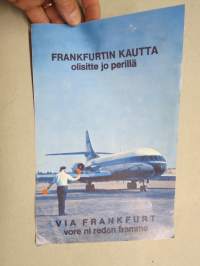 FRANKFURTIN KAUTTA
olisitte jo perillä
VIA FRANKFURT
vore ni redan framme